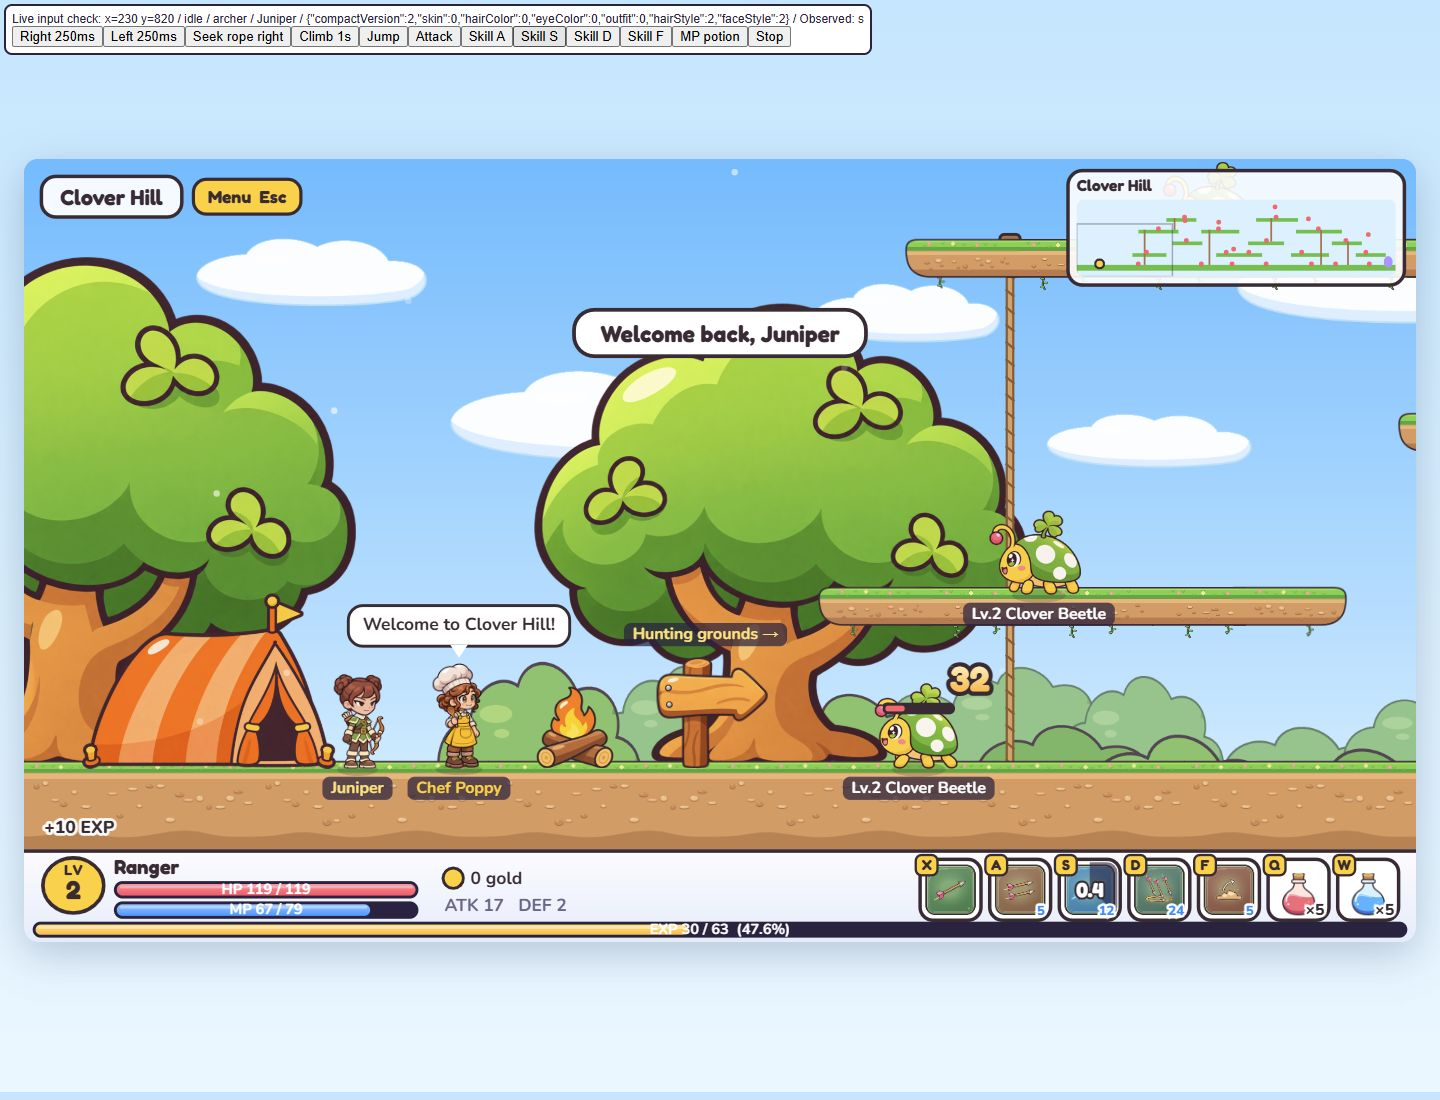 Live input check: x=230 y=820 / idle / archer / Juniper / {"compactVersion":2,"skin":0,"hairColor":0,"eyeColor":0,"outfit":0,"hairStyle":2,"faceStyle":2} / Observed: s
Right 250ms Left 250ms Seek rope right Climb 1s Jump Attack Skill A Skill S Skill D Skill F MP potion Stop
Clover Hill
Menu Esc
Clover Hill
Welcome back, Juniper
Welcome to Clover Hill!
Hunting grounds →
Lv.2 Clover Beetle
32
Juniper
Chef Poppy
Lv.2 Clover Beetle
+10 EXP
LV
2
Ranger
HP 119 / 119
MP 67 / 79
0 gold
ATK 17 DEF 2
X A S D F Q W
0.4
5 12 24 5 ×5 ×5
EXP 30 / 63 (47.6%)